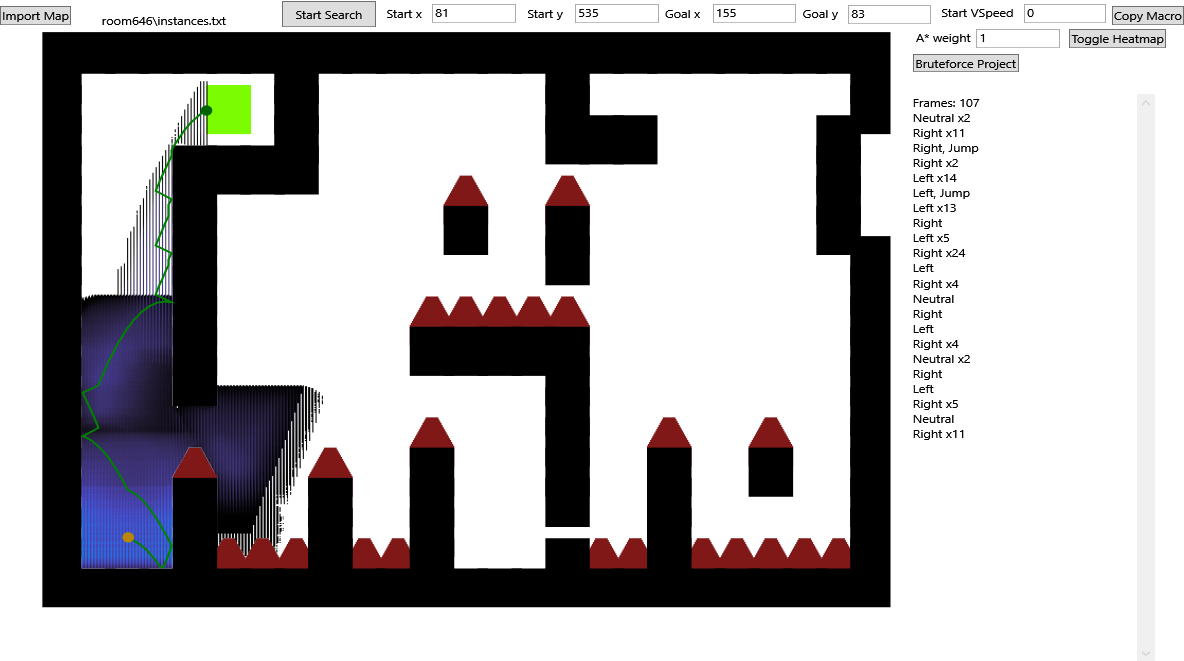 Import Map room646\instances.txt Start Search Start x 81 Start y 535 Goal x 155 Goal y 83 Start VSpeed 0 Copy Macro
A* weight 1 Toggle Heatmap
Bruteforce Project
Frames: 107
Neutral x2
Right x11
Right, Jump
Right x2
Left x14
Left, Jump
Left x13
Right
Left x5
Right x24
Left
Right x4
Neutral
Right
Left
Right x4
Neutral x2
Right
Left
Right x5
Neutral
Right x11